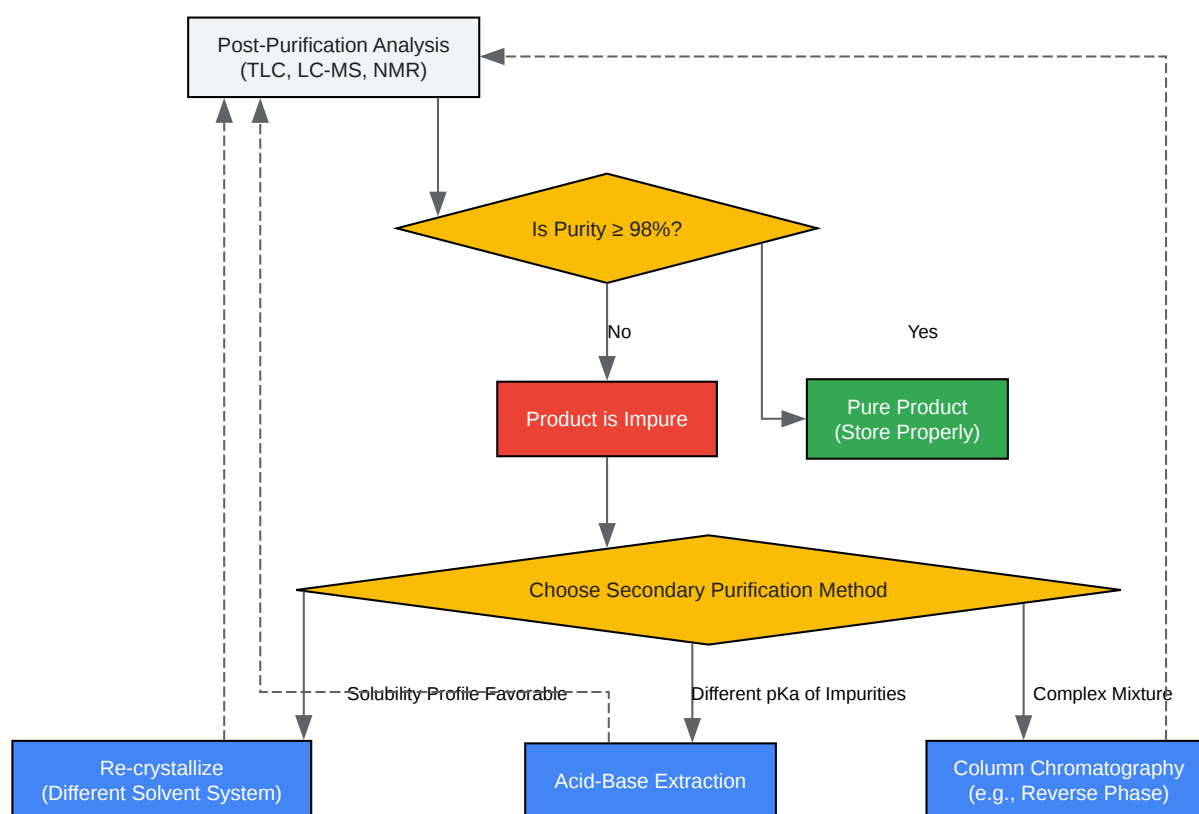 Post-Purification Analysis
(TLC, LC-MS, NMR)
Is Purity ≥ 98%?
No
Yes
Product is Impure
Pure Product
(Store Properly)
Choose Secondary Purification Method
Solubility Profile Favorable
Different pKa of Impurities
Complex Mixture
Re-crystallize
(Different Solvent System)
Acid-Base Extraction
Column Chromatography
(e.g., Reverse Phase)